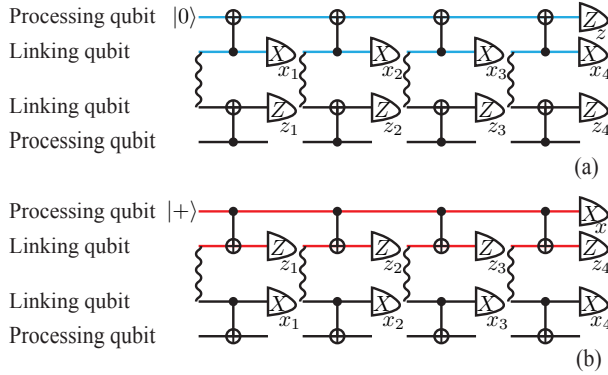 Processing qubit |0⟩ Z z
Linking qubit X x₁ X x₂ X x₃ X x₄
Linking qubit Z z₁ Z z₂ Z z₃ Z z₄
Processing qubit
(a)
Processing qubit |+⟩ X x
Linking qubit Z z₁ Z z₂ Z z₃ Z z₄
Linking qubit X x₁ X x₂ X x₃ X x₄
Processing qubit
(b)